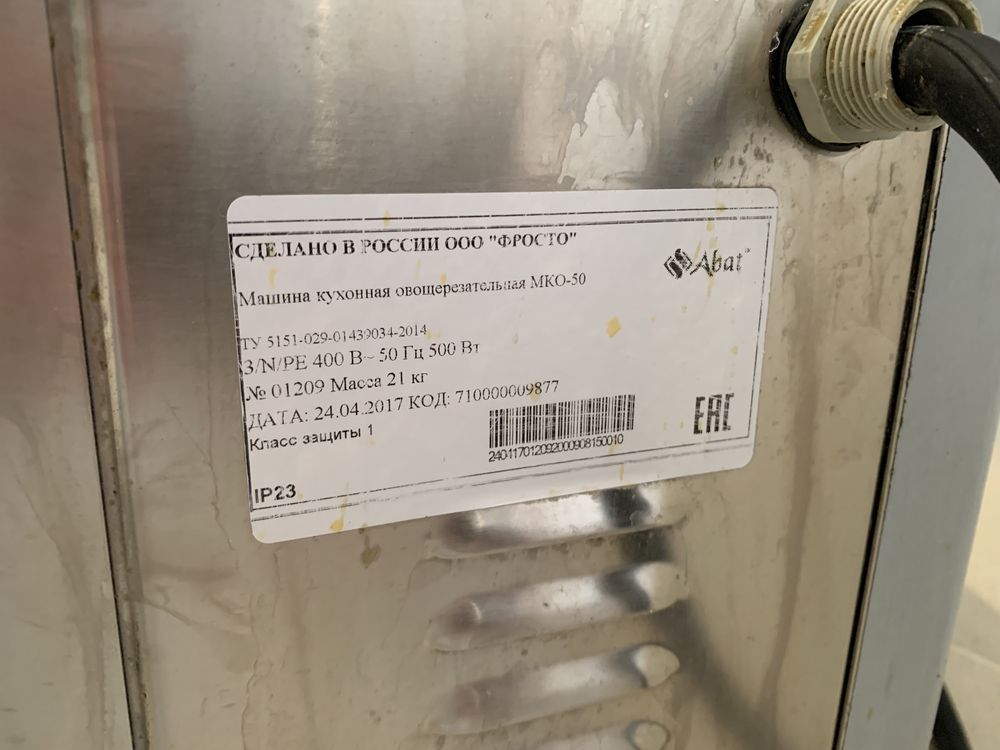 СДЕЛАНО В РОССИИ ООО "ФРОСТО"
Abat™
Машина кухонная овощерезательная МКО-50
ТУ 5151-029-01439034-2014
3/N/PE 400 В~ 50 Гц 500 Вт
№ 01209 Масса 21 кг
ДАТА: 24.04.2017 КОД: 710000009877
Класс защиты 1
240117012092000908150010
EAC
IP23